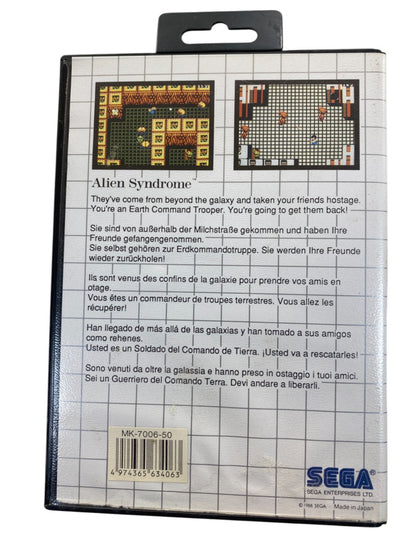 Alien Syndrome™
They've come from beyond the galaxy and taken your friends hostage.
You're an Earth Command Trooper. You're going to get them back!
Sie sind von außerhalb der Milchstraße gekommen und haben Ihre
Freunde gefangengenommen.
Sie selbst gehören zur Erdkommandotruppe. Sie werden Ihre Freunde
wieder zurückholen!
Ils sont venus des confins de la galaxie pour prendre vos amis en
otage.
Vous êtes un commandeur de troupes terrestres. Vous allez les
récupérer!
Han llegado de más allá de las galaxias y han tomado a sus amigos
como rehenes.
Usted es un Soldado del Comando de Tierra. ¡Usted va a rescatarles!
Sono venuti da oltre la galassia e hanno preso in ostaggio i tuoi amici.
Sei un Guerriero del Comando Terra. Devi andare a liberarli.
MK-7006-50
4 974365 634063
SEGA
SEGA ENTERPRISES LTD.
© 1988 SEGA Made in Japan